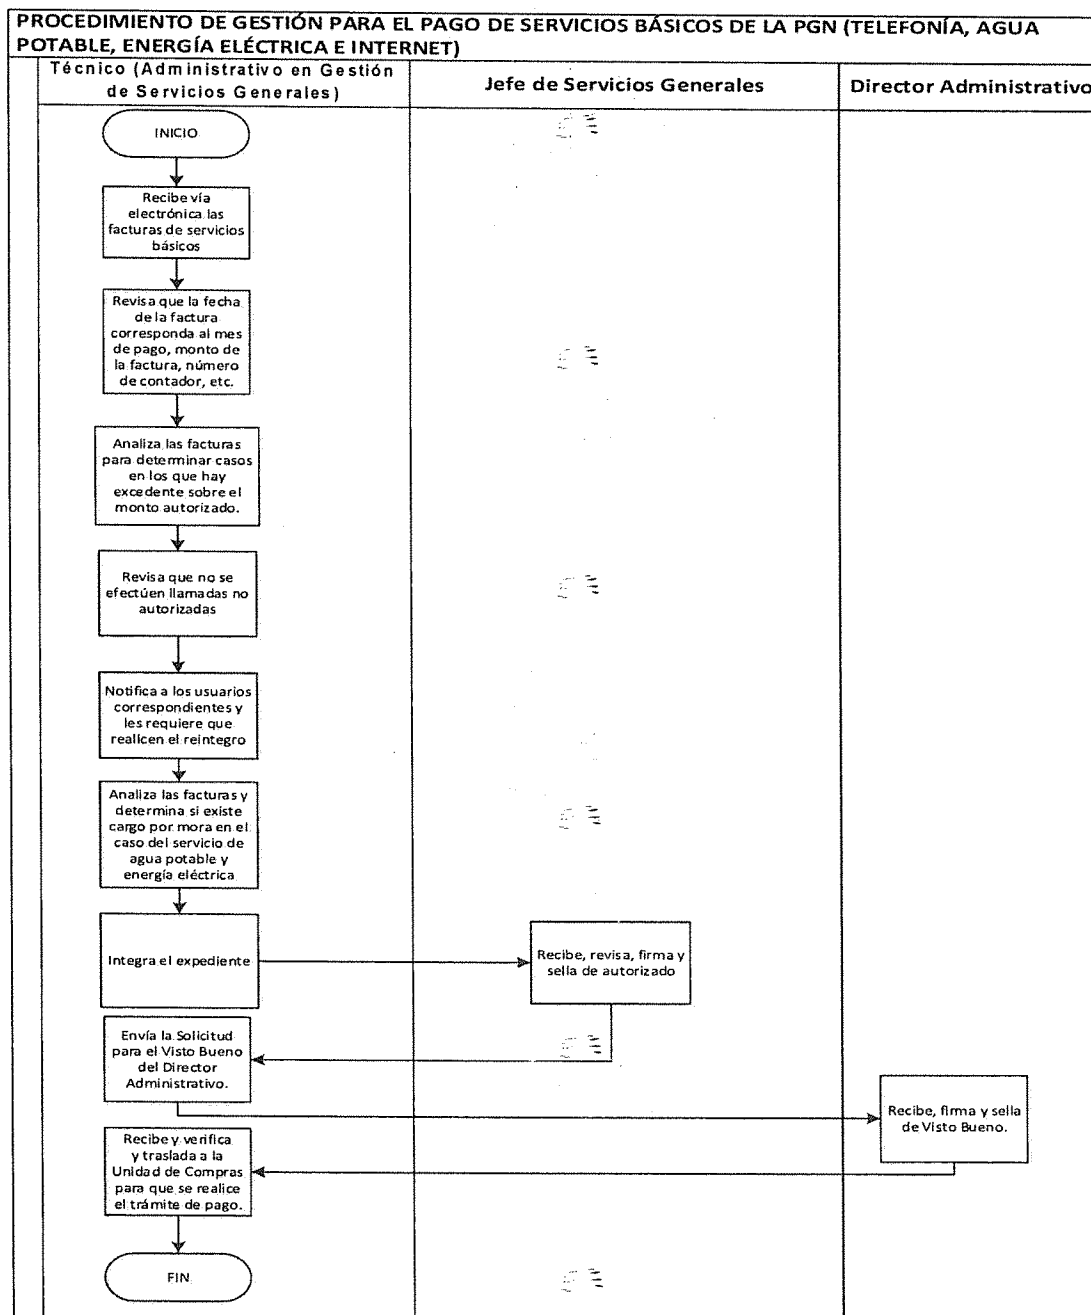 PROCEDIMIENTO DE GESTIÓN PARA EL PAGO DE SERVICIOS BÁSICOS DE LA PGN (TELEFONÍA, AGUA
POTABLE, ENERGÍA ELÉCTRICA E INTERNET)
Técnico (Administrativo en Gestión
de Servicios Generales)
Jefe de Servicios Generales
Director Administrativo
INICIO
Recibe vía
electrónica las
facturas de servicios
básicos
Revisa que la fecha
de la factura
corresponda al mes
de pago, monto de
la factura, número
de contador, etc.
Analiza las facturas
para determinar casos
en los que hay
excedente sobre el
monto autorizado.
Revisa que no se
efectúen llamadas no
autorizadas
Notifica a los usuarios
correspondientes y
les requiere que
realicen el reintegro
Analiza las facturas y
determina si existe
cargo por mora en el
caso del servicio de
agua potable y
energía eléctrica
Integra el expediente
Recibe, revisa, firma y
sella de autorizado
Envía la Solicitud
para el Visto Bueno
del Director
Administrativo.
Recibe, firma y sella
de Visto Bueno.
Recibe y verifica
y traslada a la
Unidad de Compras
para que se realice
el trámite de pago.
FIN